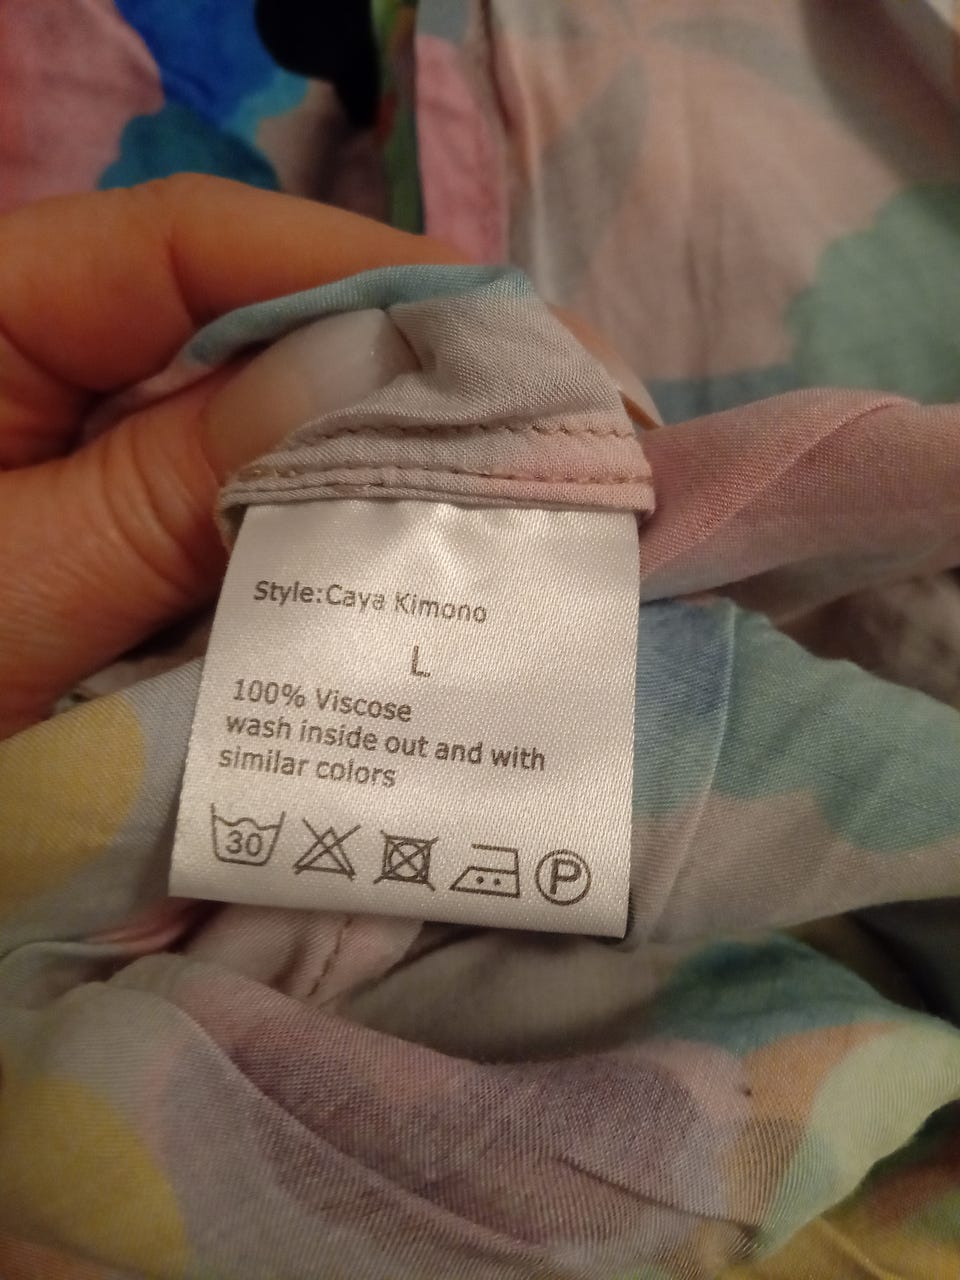 Style:Caya Kimono
L
100% Viscose
wash inside out and with
similar colors
30 P